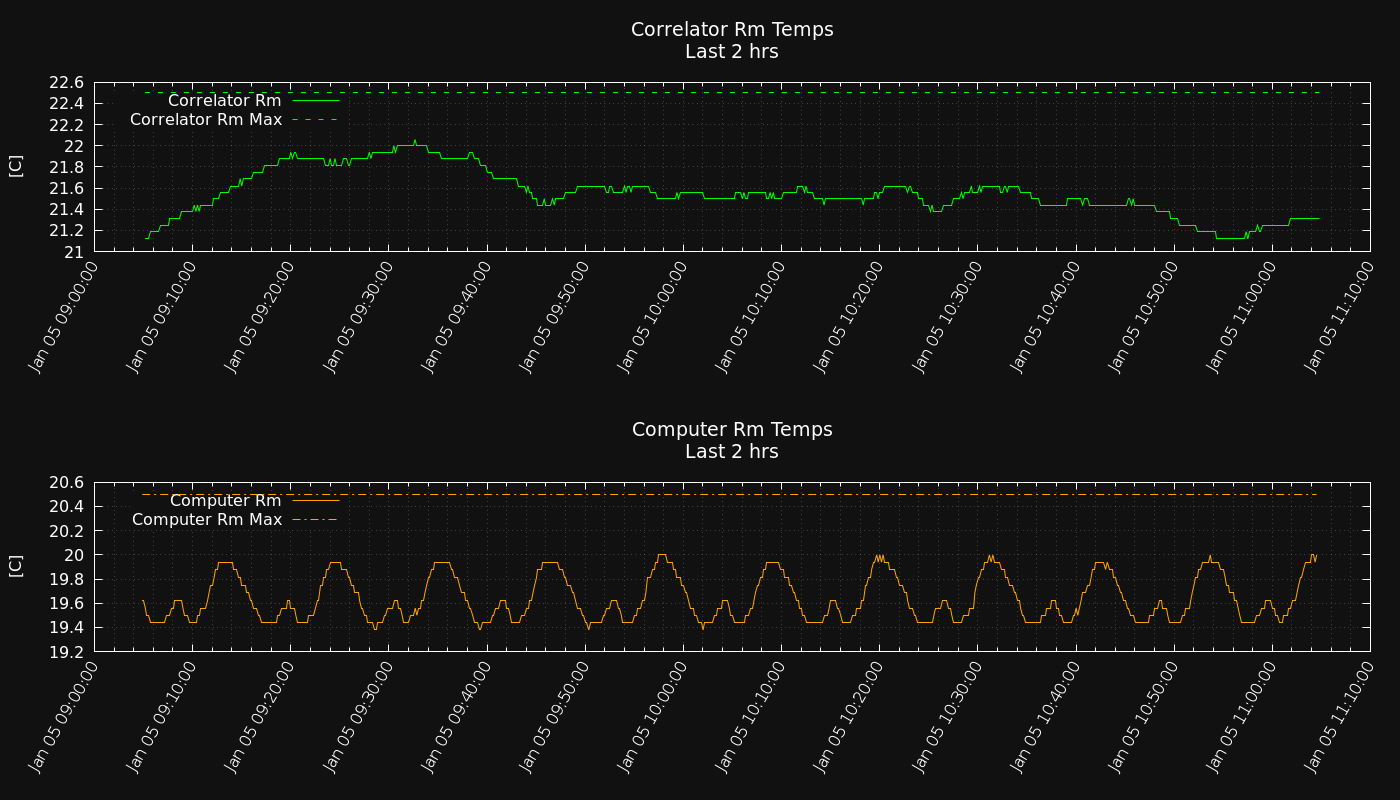 Correlator Rm Temps
Last 2 hrs
22.6
22.4
22.2
22
21.8
21.6
21.4
21.2
21
[C]
Correlator Rm
Correlator Rm Max
Jan 05 09:00:00
Jan 05 09:10:00
Jan 05 09:20:00
Jan 05 09:30:00
Jan 05 09:40:00
Jan 05 09:50:00
Jan 05 10:00:00
Jan 05 10:10:00
Jan 05 10:20:00
Jan 05 10:30:00
Jan 05 10:40:00
Jan 05 10:50:00
Jan 05 11:00:00
Jan 05 11:10:00
Computer Rm Temps
Last 2 hrs
20.6
20.4
20.2
20
19.8
19.6
19.4
19.2
[C]
Computer Rm
Computer Rm Max
Jan 05 09:00:00
Jan 05 09:10:00
Jan 05 09:20:00
Jan 05 09:30:00
Jan 05 09:40:00
Jan 05 09:50:00
Jan 05 10:00:00
Jan 05 10:10:00
Jan 05 10:20:00
Jan 05 10:30:00
Jan 05 10:40:00
Jan 05 10:50:00
Jan 05 11:00:00
Jan 05 11:10:00